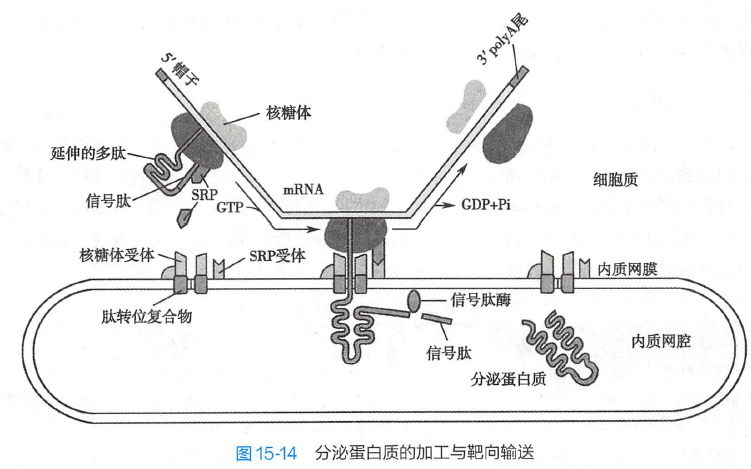 5′帽子
3′polyA尾
核糖体
延伸的多肽
信号肽
SRP
GTP
mRNA
GDP+Pi
细胞质
核糖体受体
SRP受体
内质网膜
肽转位复合物
信号肽酶
信号肽
分泌蛋白质
内质网腔
图15-14 分泌蛋白质的加工与靶向输送